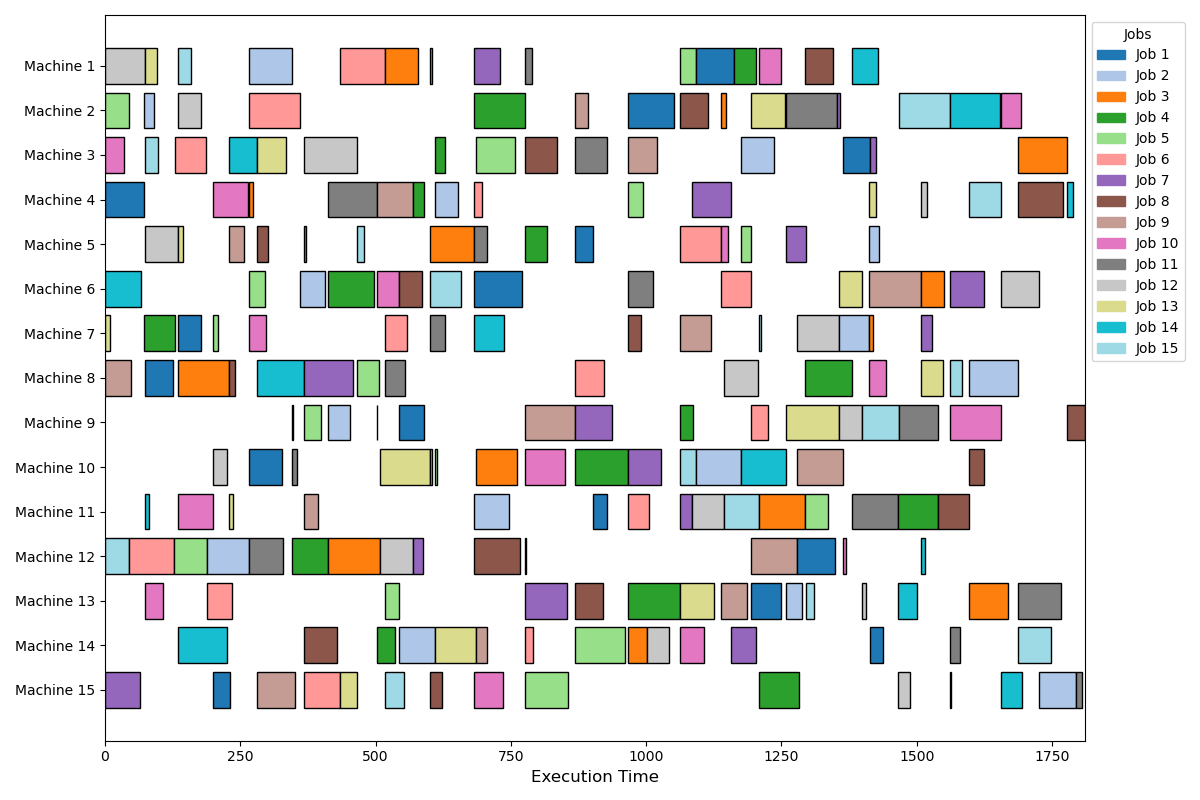 Machine 1
Machine 2
Machine 3
Machine 4
Machine 5
Machine 6
Machine 7
Machine 8
Machine 9
Machine 10
Machine 11
Machine 12
Machine 13
Machine 14
Machine 15
0 250 500 750 1000 1250 1500 1750
Execution Time
Jobs
Job 1
Job 2
Job 3
Job 4
Job 5
Job 6
Job 7
Job 8
Job 9
Job 10
Job 11
Job 12
Job 13
Job 14
Job 15